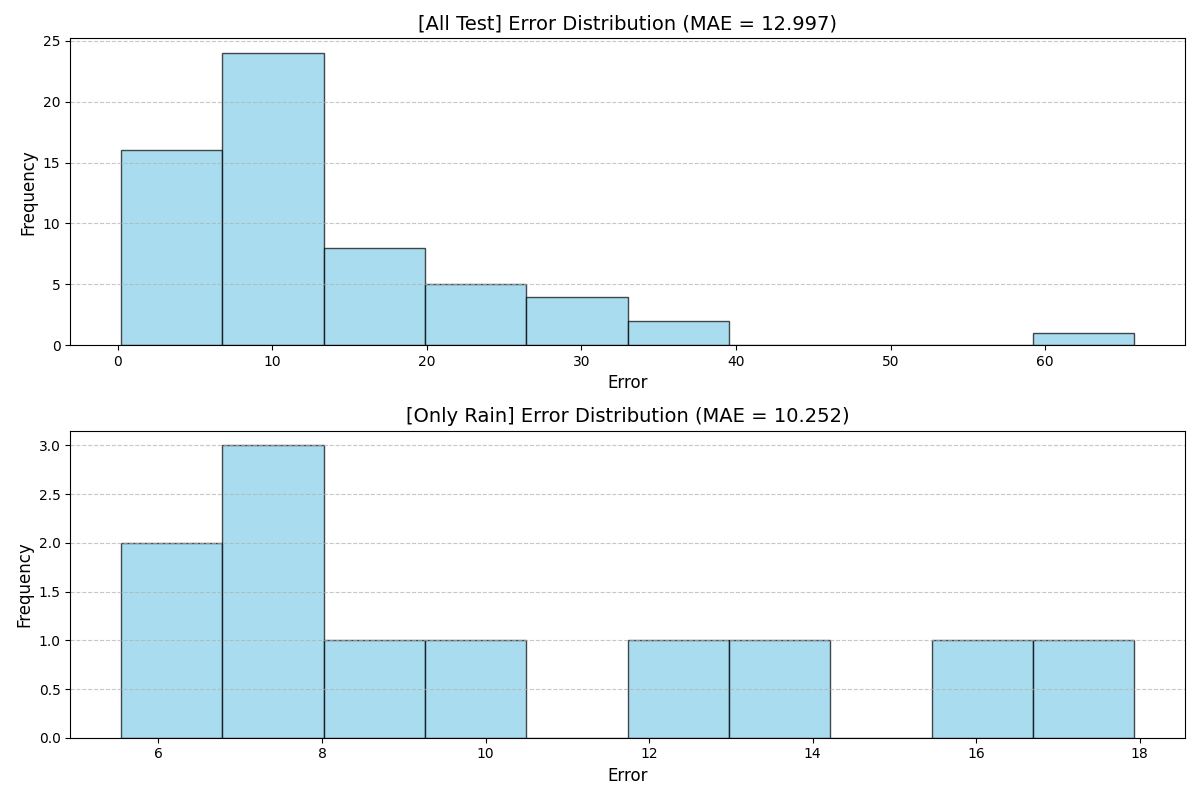 [All Test] Error Distribution (MAE = 12.997)
25
20
15
10
5
0
Frequency
0 10 20 30 40 50 60
Error
[Only Rain] Error Distribution (MAE = 10.252)
3.0
2.5
2.0
1.5
1.0
0.5
0.0
Frequency
6 8 10 12 14 16 18
Error